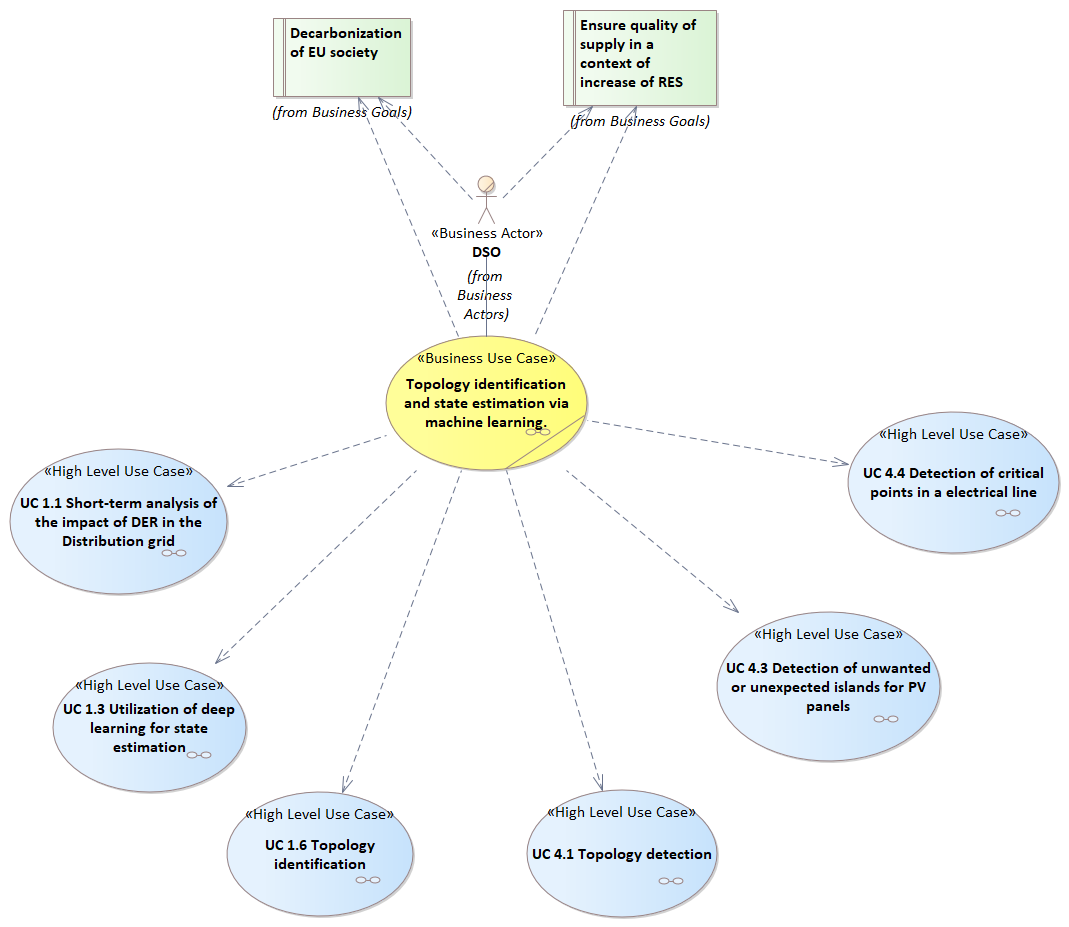 Decarbonization
of EU society
(from Business Goals)
Ensure quality of
supply in a
context of
increase of RES
(from Business Goals)
«Business Actor»
DSO
(from
Business
Actors)
«Business Use Case»
Topology identification
and state estimation via
machine learning.
«High Level Use Case»
UC 4.4 Detection of critical
points in a electrical line
«High Level Use Case»
UC 1.1 Short-term analysis of
the impact of DER in the
Distribution grid
«High Level Use Case»
UC 4.3 Detection of unwanted
or unexpected islands for PV
panels
«High Level Use Case»
UC 1.3 Utilization of deep
learning for state
estimation
«High Level Use Case»
UC 1.6 Topology
identification
«High Level Use Case»
UC 4.1 Topology detection